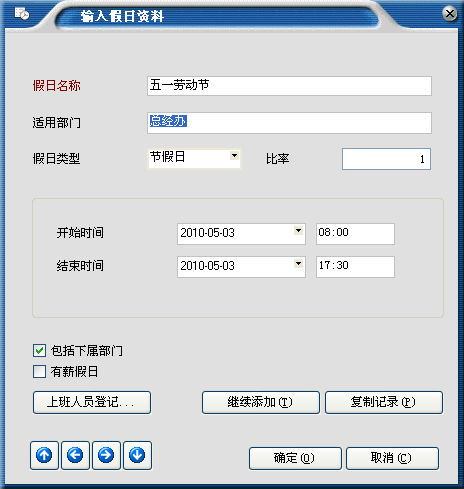 输入假日资料
假日名称 五一劳动节
适用部门 总经办
假日类型 节假日 比率 1
开始时间 2010-05-03 08:00
结束时间 2010-05-03 17:30
包括下属部门
有薪假日
上班人员登记... 继续添加(I) 复制记录(P)
确定(O) 取消(C)